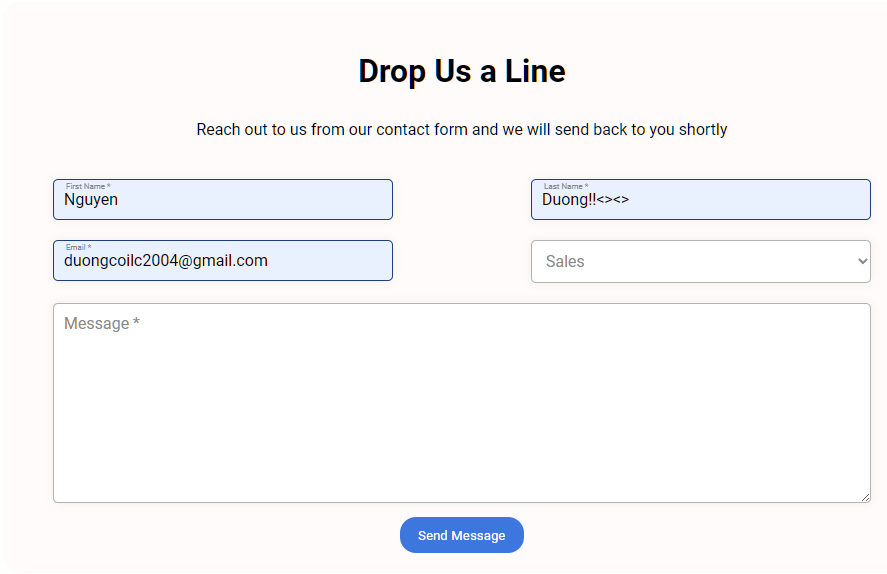 Drop Us a Line
Reach out to us from our contact form and we will send back to you shortly
First Name *
Nguyen
Last Name *
Duong!!<><>
Email *
duongcoilc2004@gmail.com
Sales
Message *
Send Message